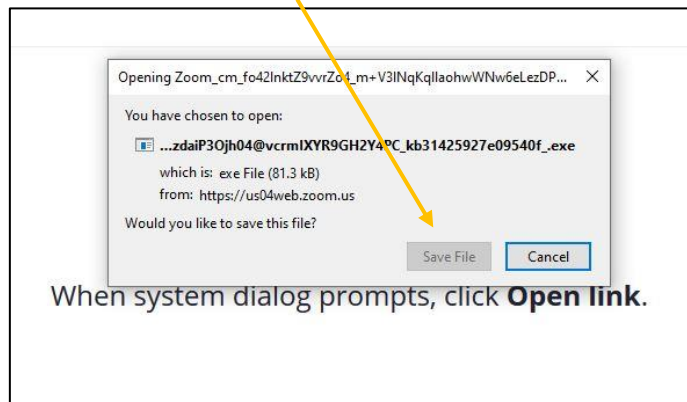 Opening Zoom_cm_fo42lnktZ9vvrZo4_m+V3lNqKqllaohwWNw6eLezDP...
You have chosen to open:
...zdaiP3Ojh04@vcrmIXYR9GH2Y4PC_kb31425927e09540f_.exe
which is: exe File (81.3 kB)
from: https://us04web.zoom.us
Would you like to save this file?
Save File Cancel
When system dialog prompts, click Open link.